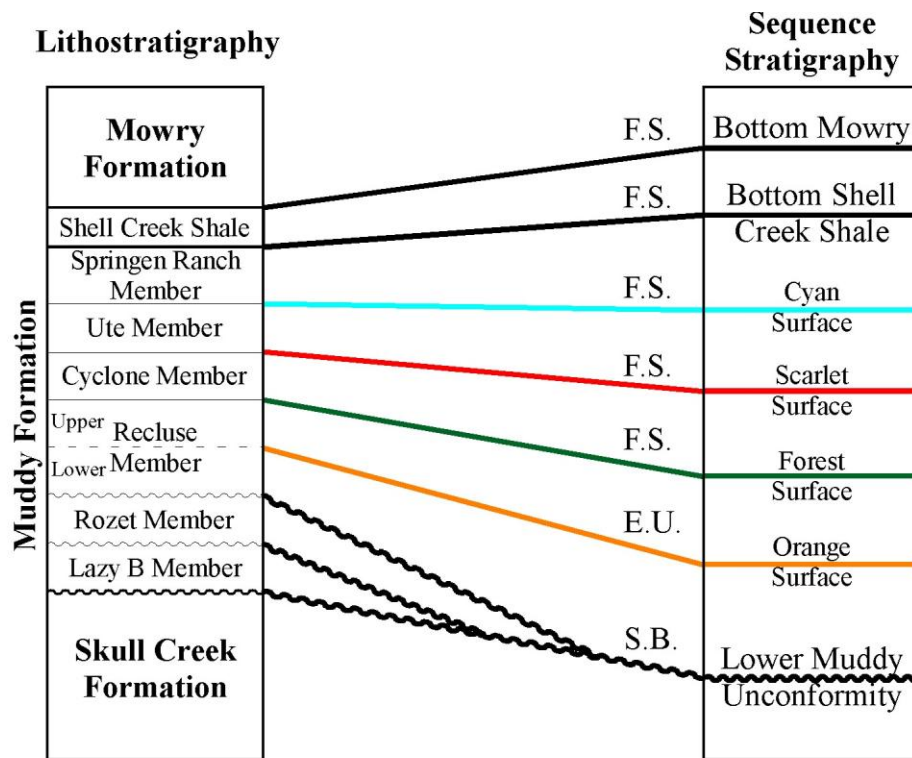 Lithostratigraphy
Sequence
Stratigraphy
Mowry
Formation
Shell Creek Shale
Springen Ranch
Member
Ute Member
Cyclone Member
Upper
Recluse
Lower
Member
Rozet Member
Lazy B Member
Skull Creek
Formation
Muddy Formation
F.S.
F.S.
F.S.
F.S.
F.S.
E.U.
S.B.
Bottom Mowry
Bottom Shell
Creek Shale
Cyan
Surface
Scarlet
Surface
Forest
Surface
Orange
Surface
Lower Muddy
Unconformity